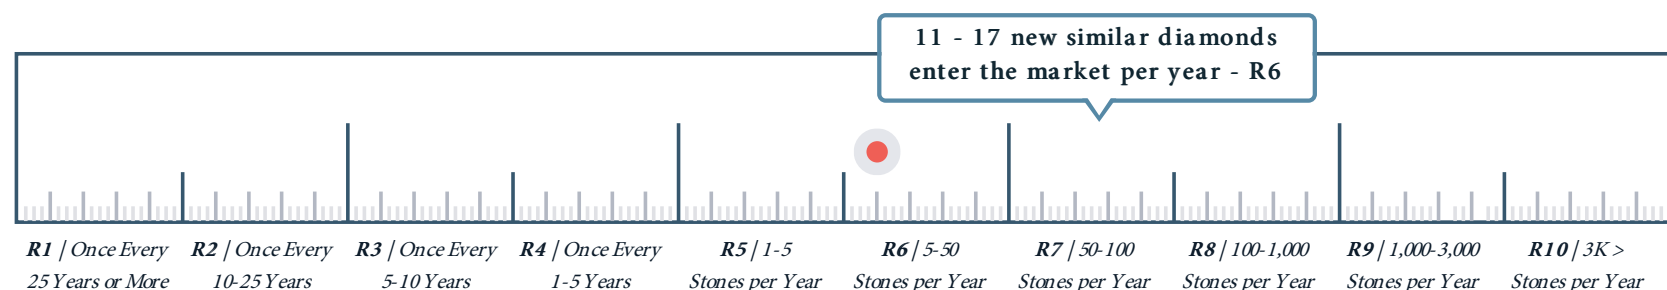 11 - 17 new similar diamonds
enter the market per year - R6
R1 | Once Every
25 Years or More
R2 | Once Every
10-25 Years
R3 | Once Every
5-10 Years
R4 | Once Every
1-5 Years
R5 | 1-5
Stones per Year
R6 | 5-50
Stones per Year
R7 | 50-100
Stones per Year
R8 | 100-1,000
Stones per Year
R9 | 1,000-3,000
Stones per Year
R10 | 3K >
Stones per Year